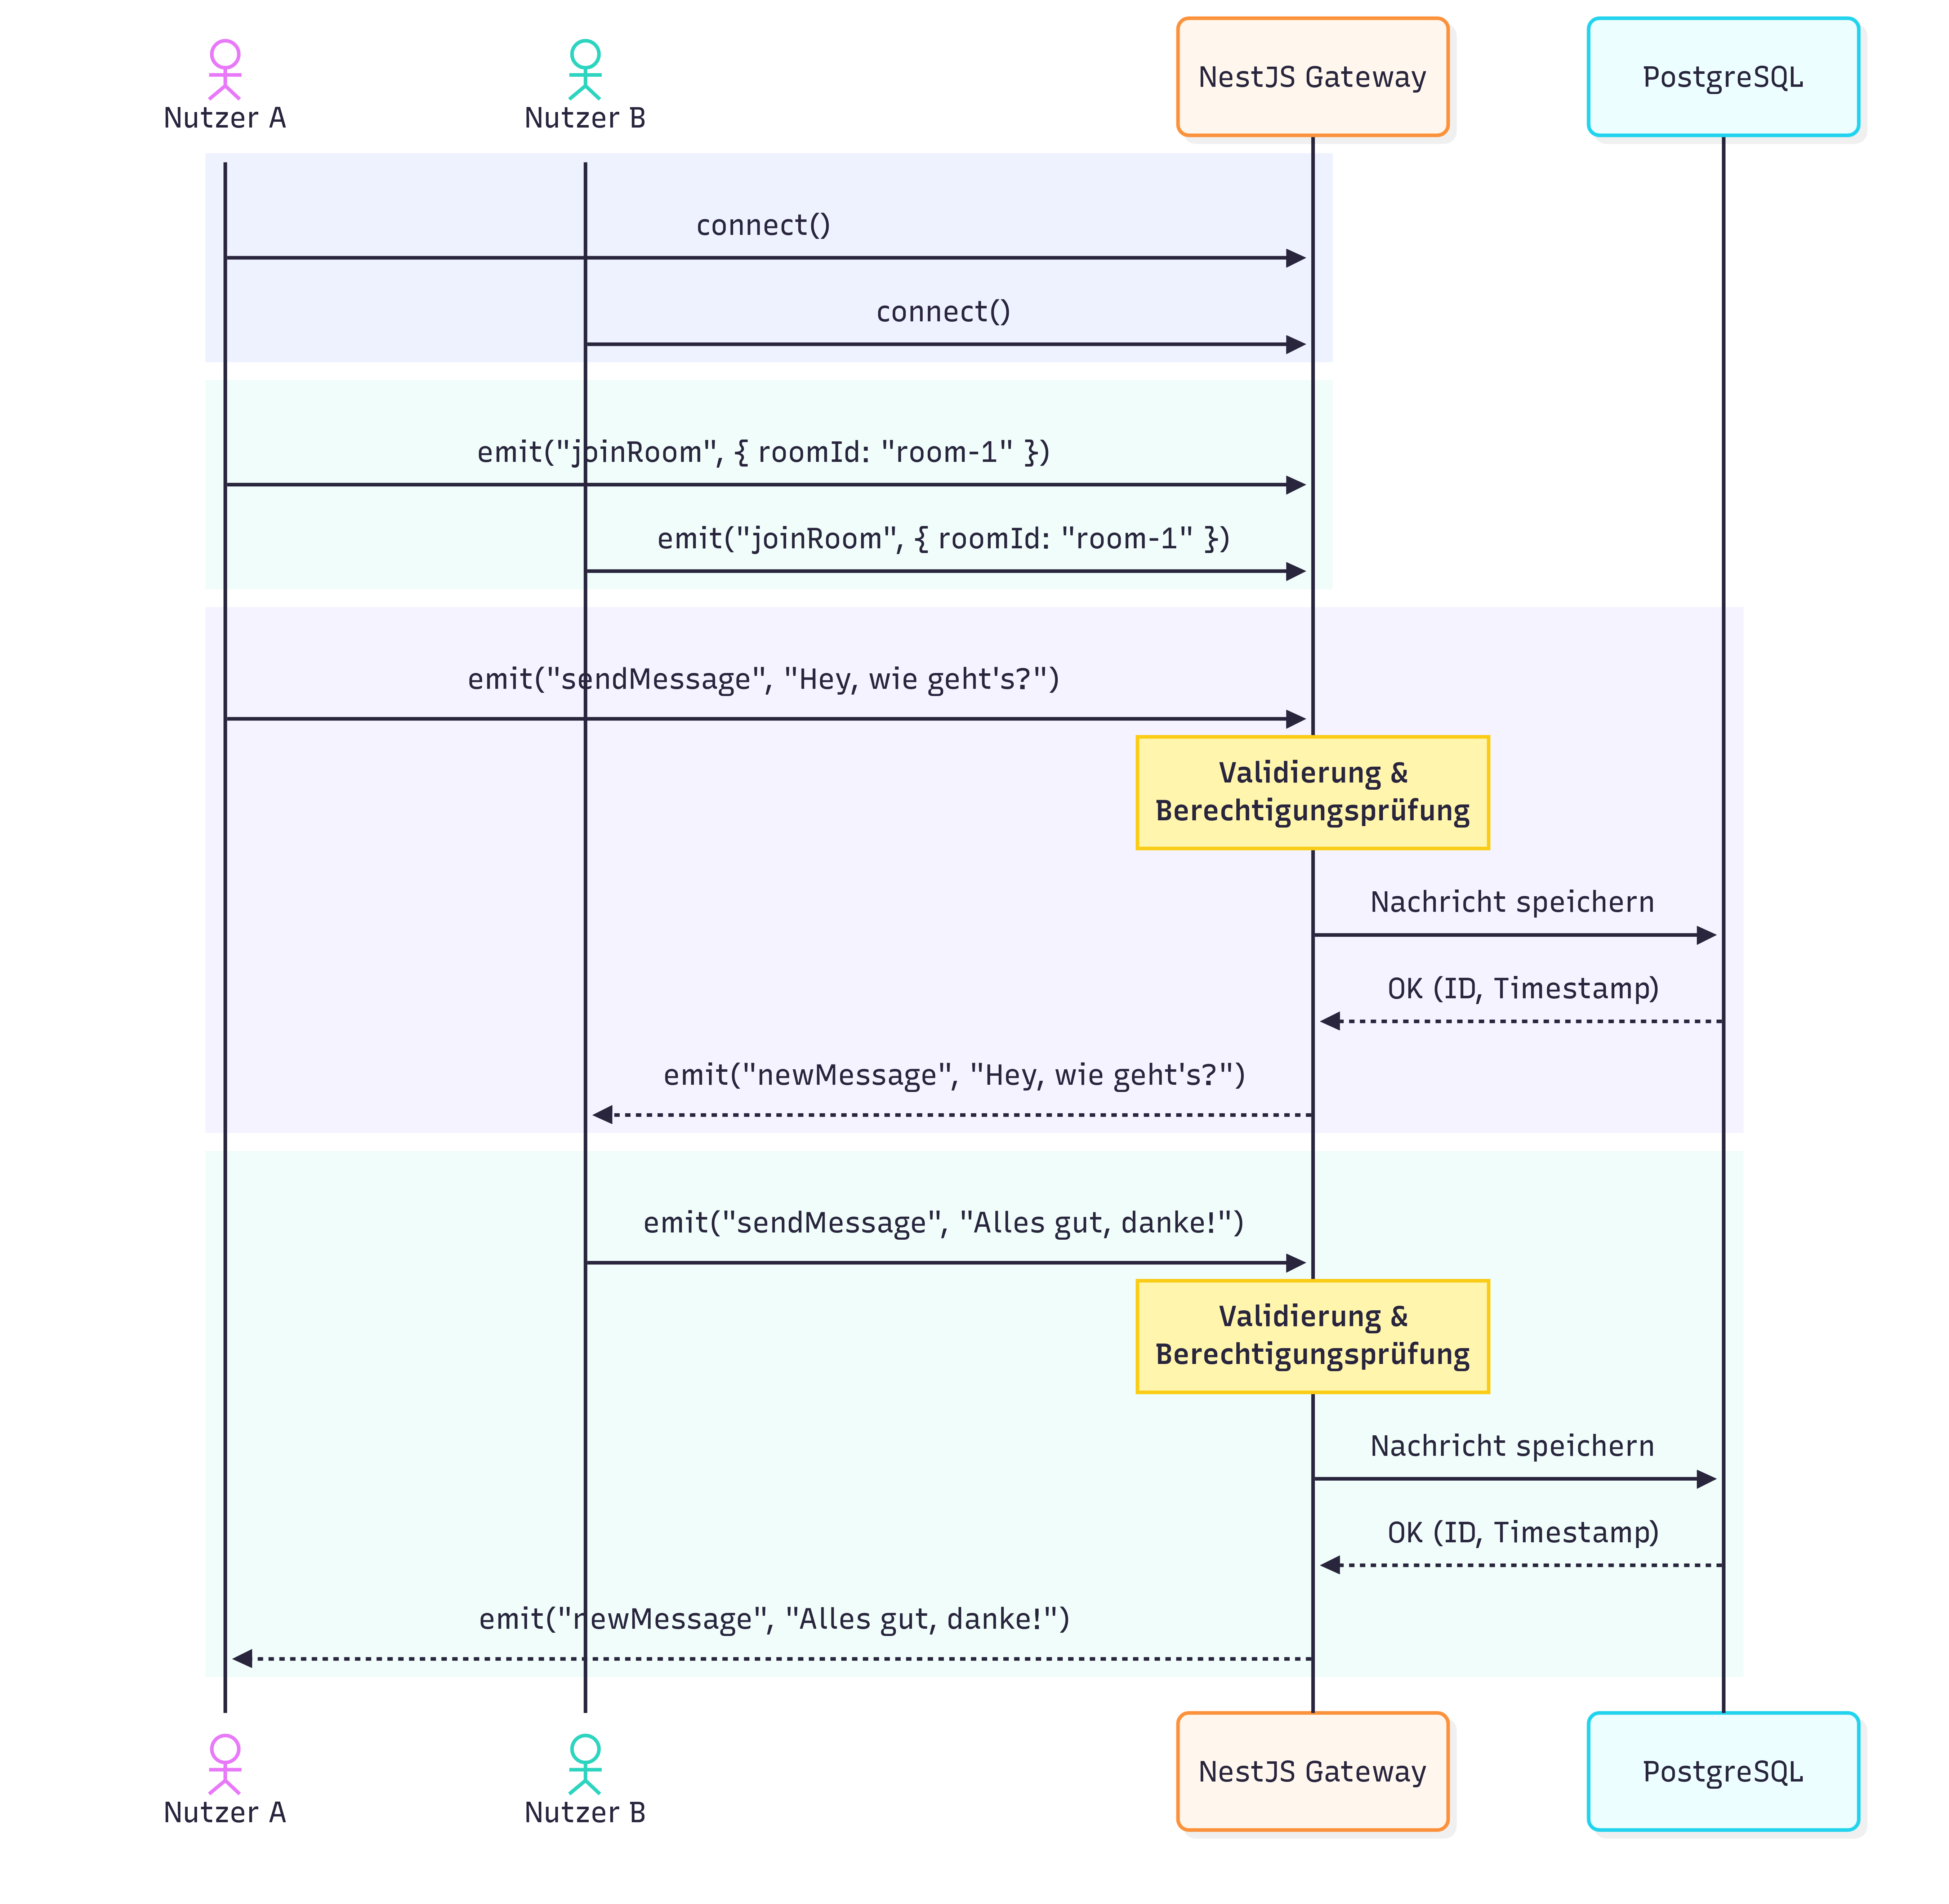 Nutzer A
Nutzer B
NestJS Gateway
PostgreSQL
connect()
connect()
emit("joinRoom", { roomId: "room-1" })
emit("joinRoom", { roomId: "room-1" })
emit("sendMessage", "Hey, wie geht's?")
Validierung &
Berechtigungsprüfung
Nachricht speichern
OK (ID, Timestamp)
emit("newMessage", "Hey, wie geht's?")
emit("sendMessage", "Alles gut, danke!")
Validierung &
Berechtigungsprüfung
Nachricht speichern
OK (ID, Timestamp)
emit("newMessage", "Alles gut, danke!")
Nutzer A
Nutzer B
NestJS Gateway
PostgreSQL